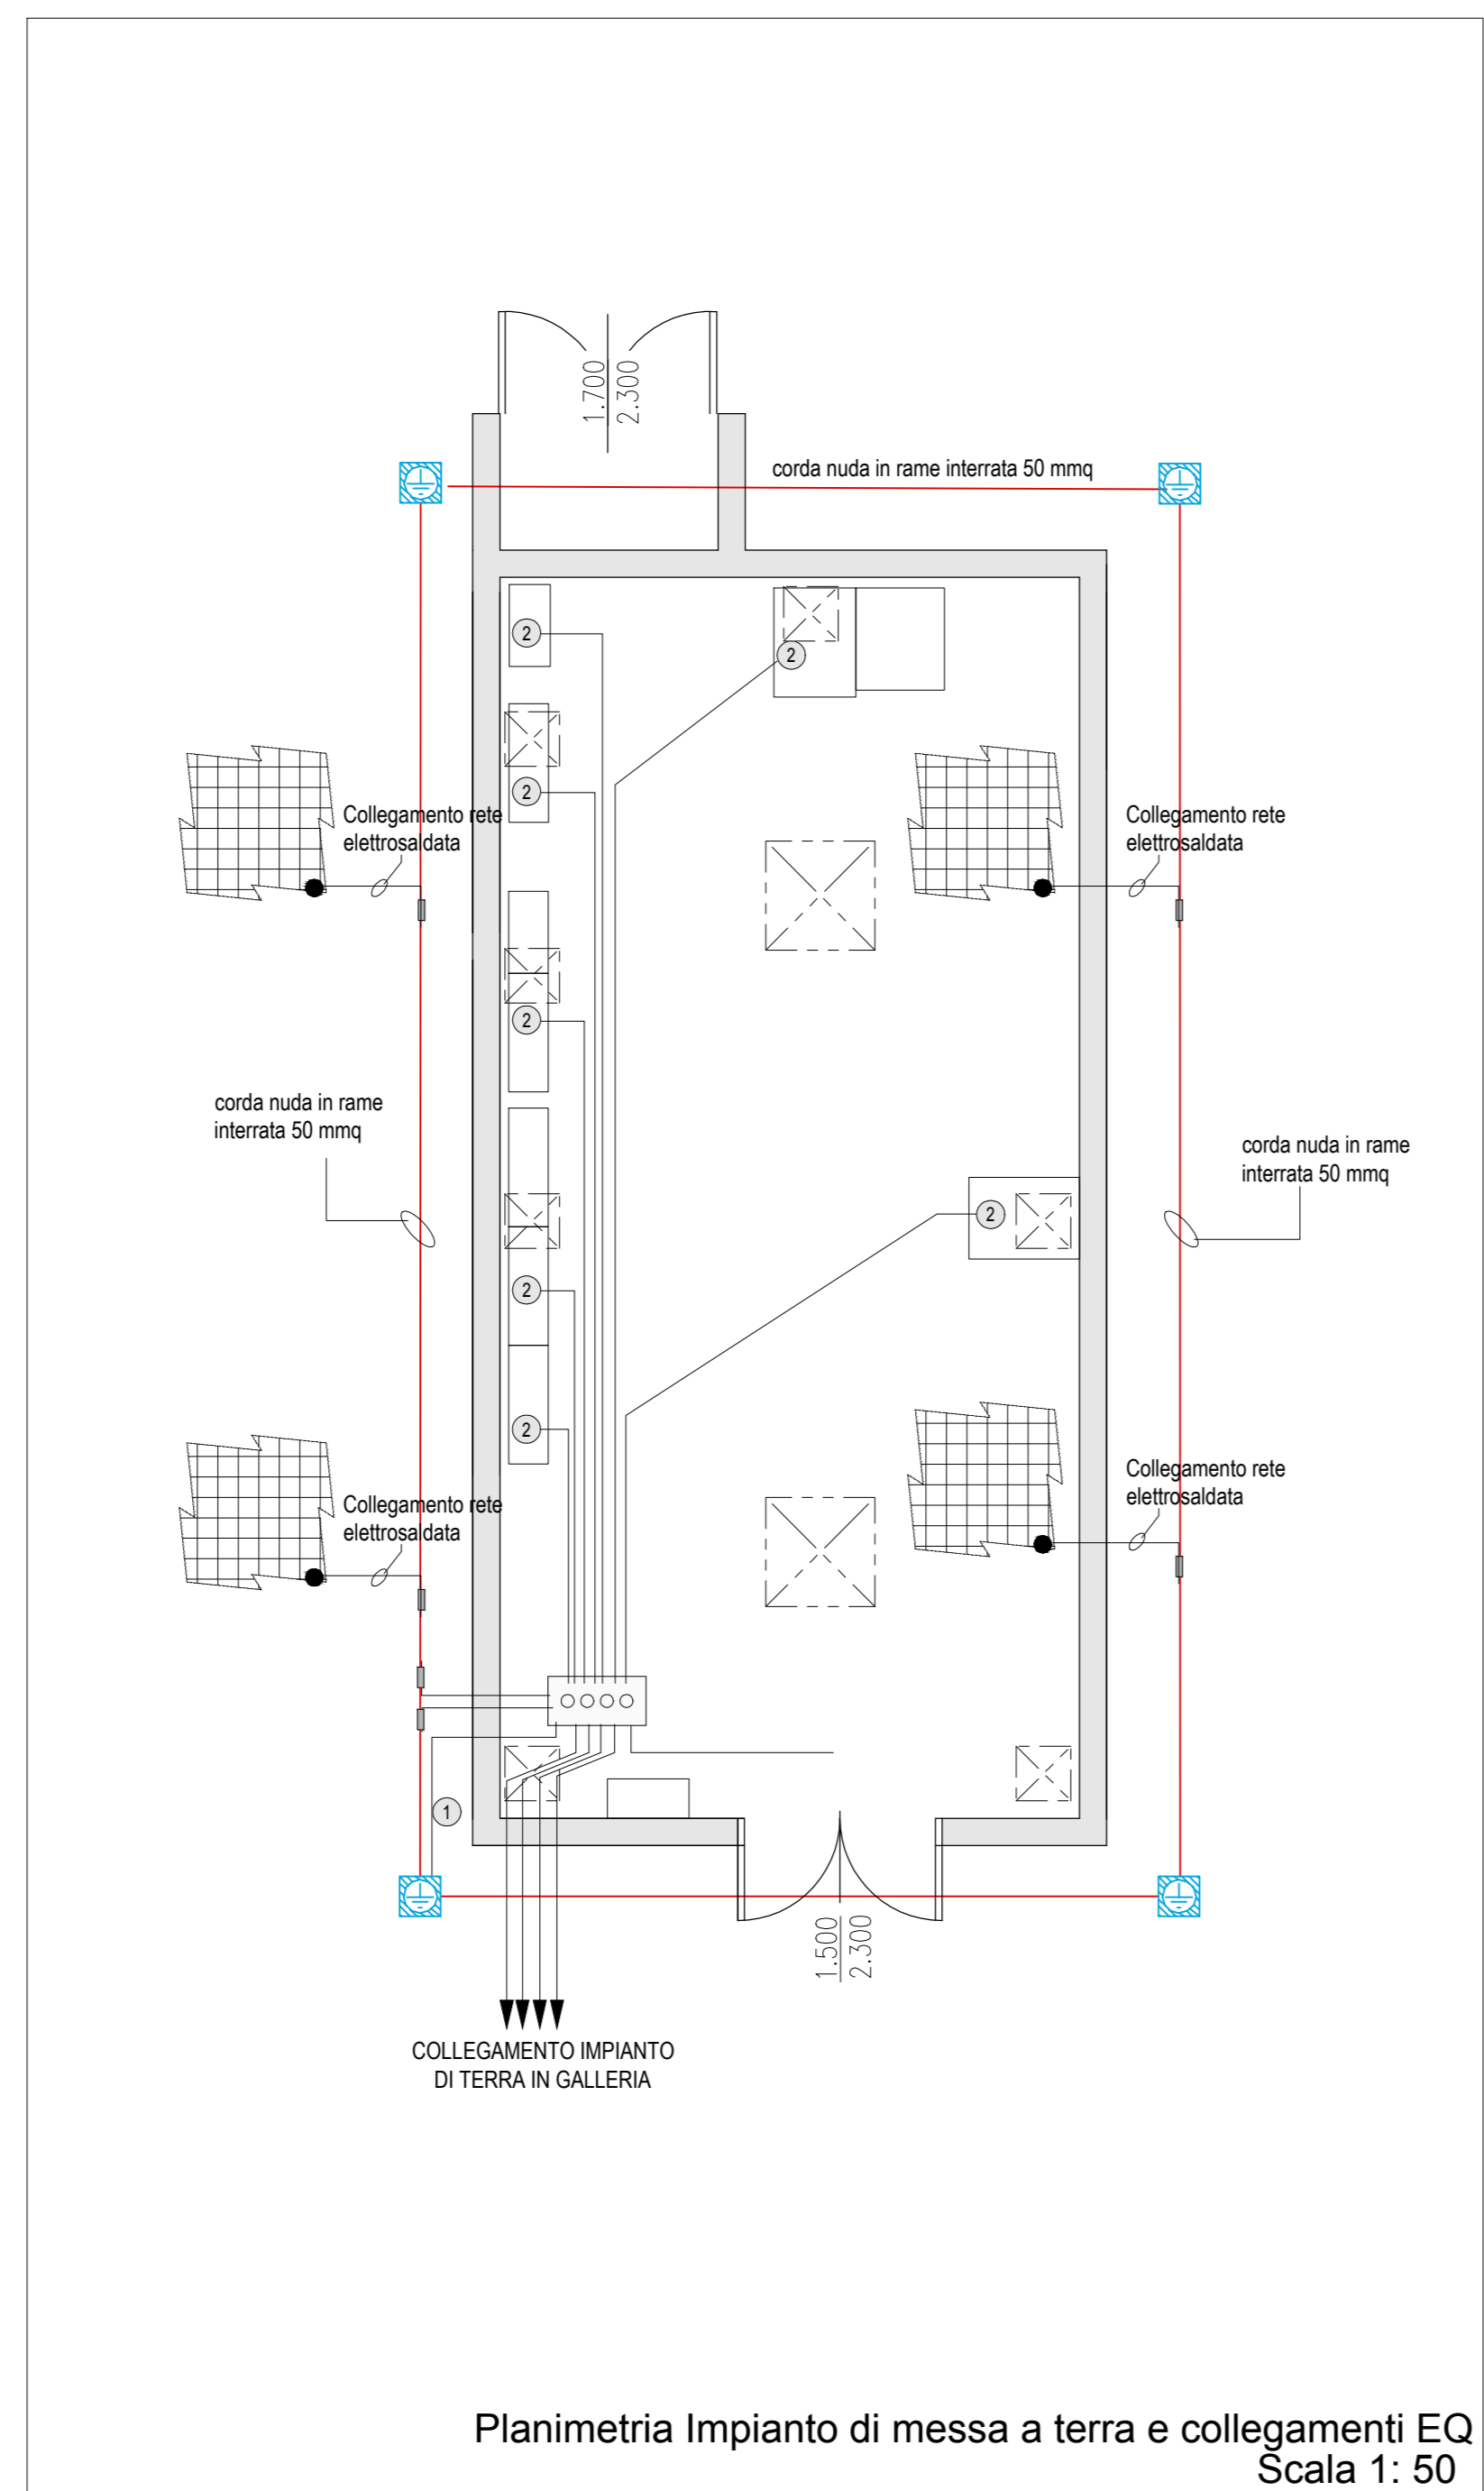 1.700
2.300
corda nuda in rame interrata 50 mmq
2
2
2
Collegamento rete
elettrosaldata
Collegamento rete
elettrosaldata
2
corda nuda in rame
interrata 50 mmq
corda nuda in rame
interrata 50 mmq
2
2
2
Collegamento rete
elettrosaldata
Collegamento rete
elettrosaldata
1
1.500
2.300
COLLEGAMENTO IMPIANTO
DI TERRA IN GALLERIA
Planimetria Impianto di messa a terra e collegamenti EQ
Scala 1: 50